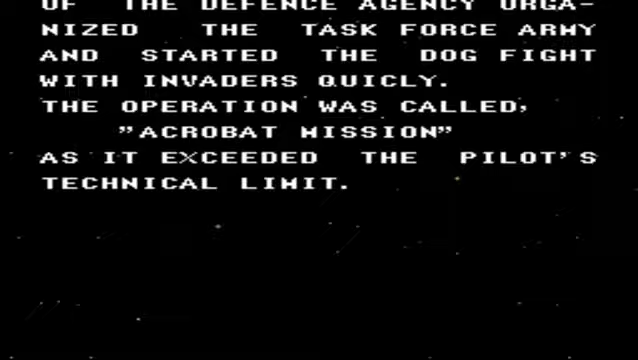 OF THE DEFENCE AGENCY ORGA-
NIZED THE TASK FORCE ARMY
AND STARTED THE DOG FIGHT
WITH INVADERS QUICLY.
THE OPERATION WAS CALLED,
"ACROBAT MISSION"
AS IT EXCEEDED THE PILOT'S
TECHNICAL LIMIT.